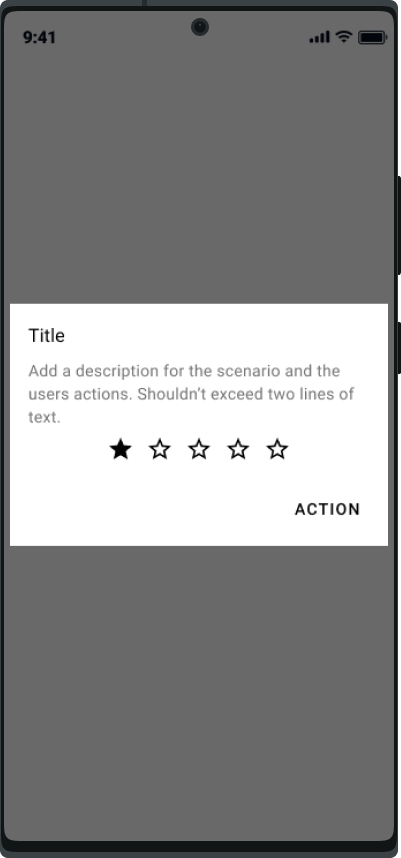 9:41
Title
Add a description for the scenario and the
users actions. Shouldn’t exceed two lines of
text.
ACTION